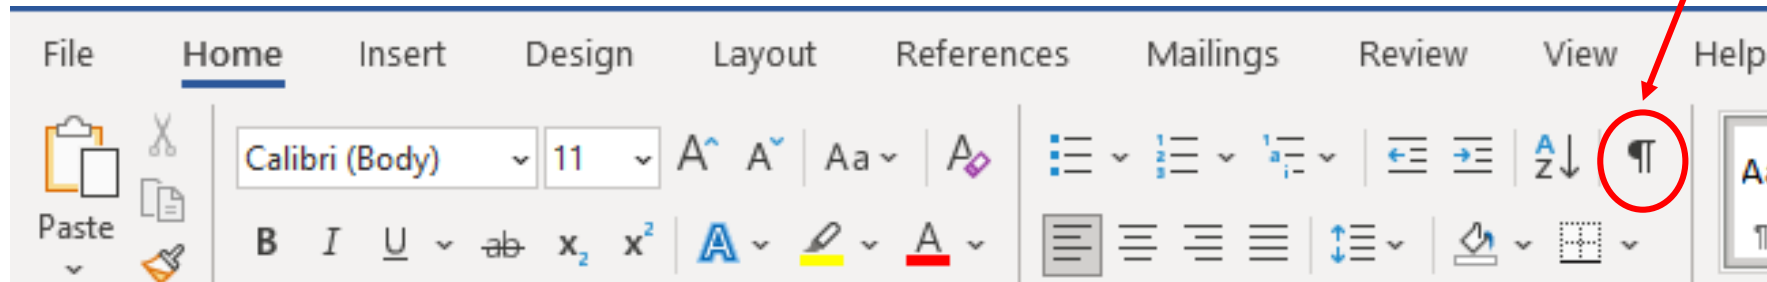 File Home Insert Design Layout References Mailings Review View Help
Calibri (Body) 11 Aa ¶
Paste B I U ab x₂ x²